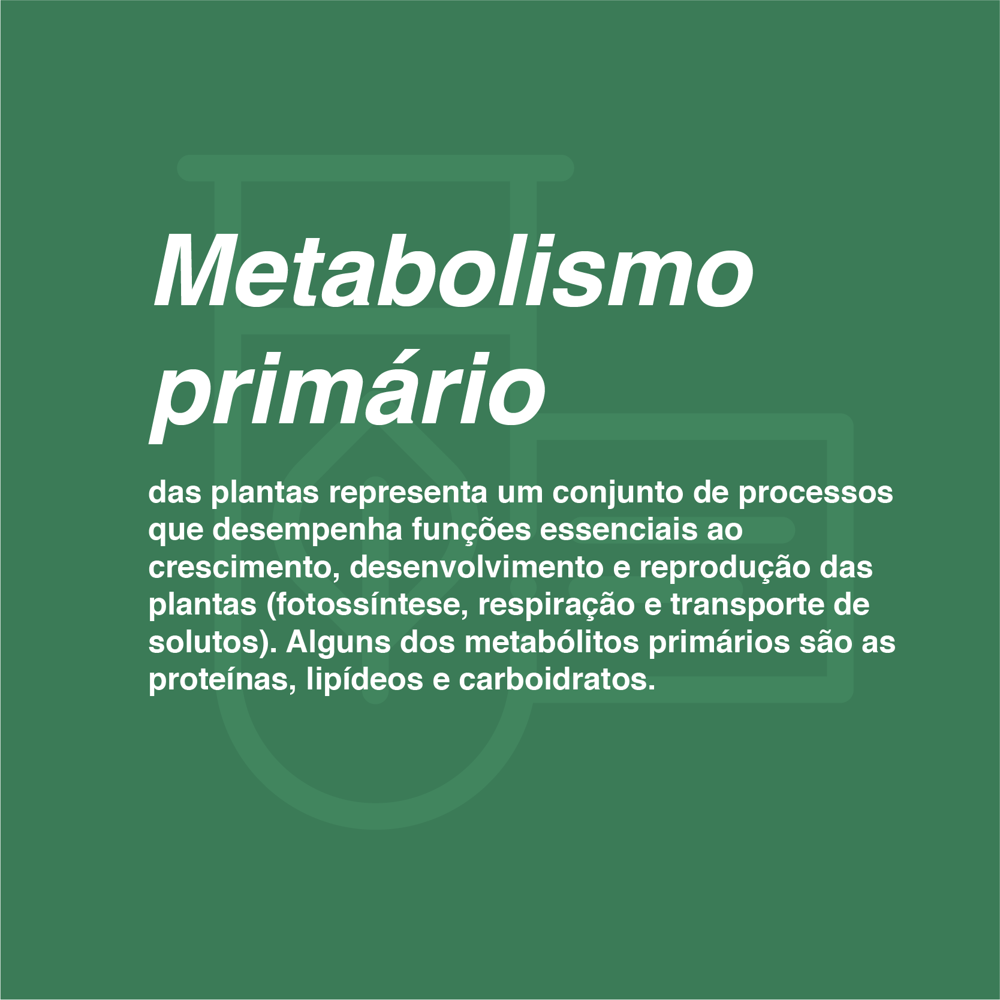 Metabolismo
primário
das plantas representa um conjunto de processos
que desempenha funções essenciais ao
crescimento, desenvolvimento e reprodução das
plantas (fotossíntese, respiração e transporte de
solutos). Alguns dos metabólitos primários são as
proteínas, lipídeos e carboidratos.